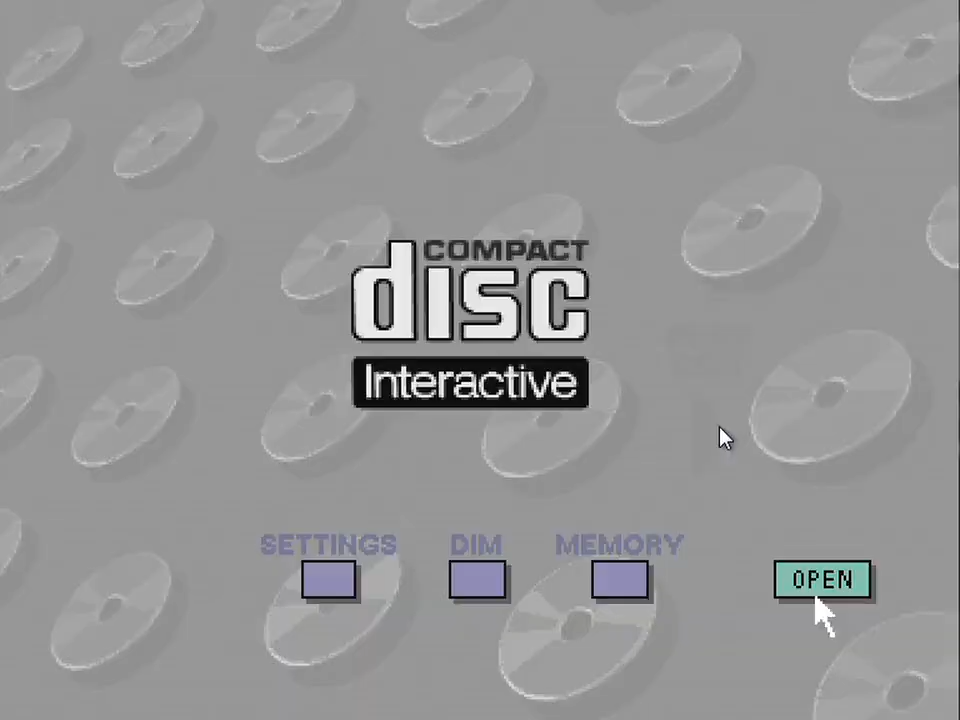 COMPACT
disc
Interactive
SETTINGS DIM MEMORY
OPEN